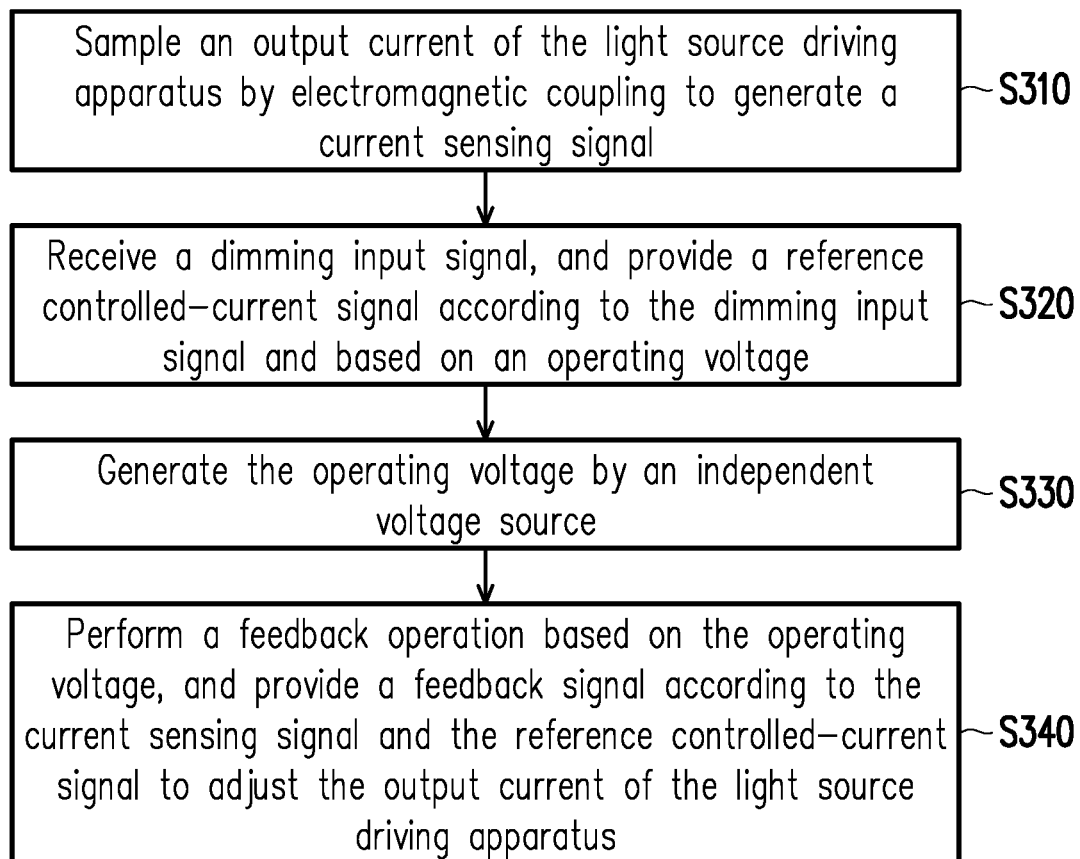 Sample an output current of the light source driving
apparatus by electromagnetic coupling to generate a
current sensing signal
S310
Receive a dimming input signal, and provide a reference
controlled-current signal according to the dimming input
signal and based on an operating voltage
S320
Generate the operating voltage by an independent
voltage source
S330
Perform a feedback operation based on the operating
voltage, and provide a feedback signal according to the
current sensing signal and the reference controlled-current
signal to adjust the output current of the light source
driving apparatus
S340